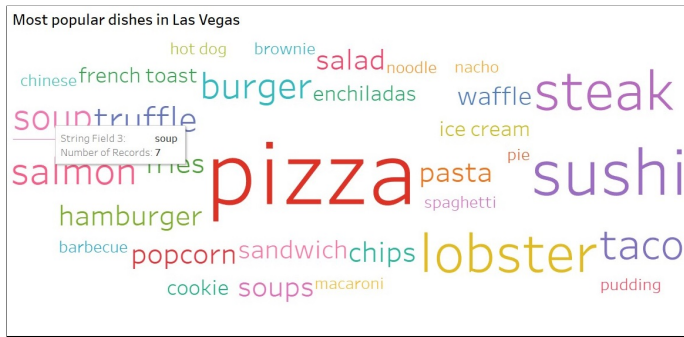 Most popular dishes in Las Vegas
hot dog brownie salad noodle nacho
chinese french toast burger enchiladas waffle steak
soup truffle ice cream
String Field 3: soup
Number of Records: 7
salmon fries pizza pasta pie sushi
hamburger spaghetti
barbecue popcorn sandwich chips lobster taco
cookie soups macaroni pudding